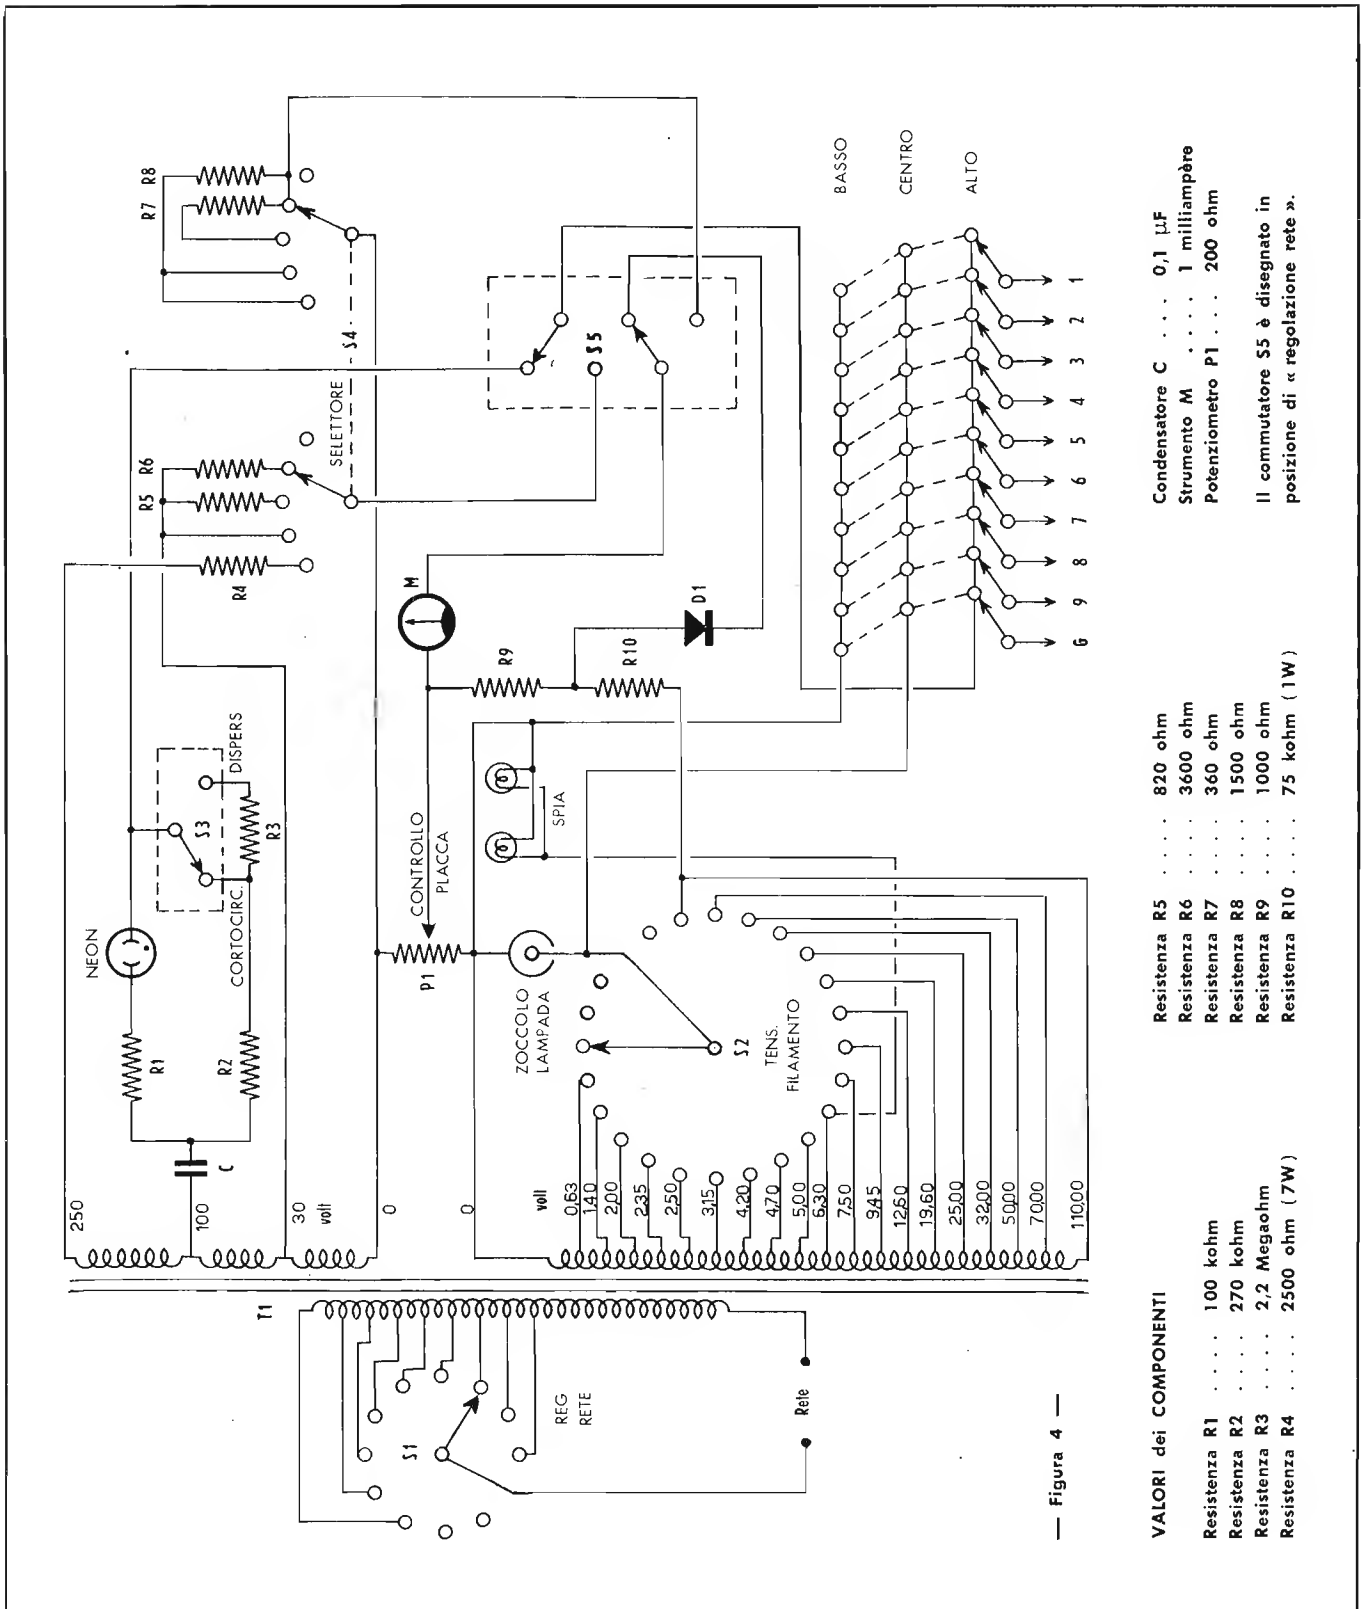 250
100
30
volt
0
0
volt
0,63
1,40
2,00
2,35
2,50
3,15
4,20
4,70
5,00
6,30
7,50
9,45
12,60
19,60
25,00
32,00
50,00
70,00
110,00
T1
S1
REG
RETE
Rete
C
R1
R2
NEON
CORTOCIRC.
S3
DISPERS
R3
P1
CONTROLLO
PLACCA
ZOCCOLO
LAMPADA
SPIA
S2
TENS.
FILAMENTO
M
R9
R10
D1
R4
R5
R6
SELETTORE
S4
R7
R8
S5
BASSO
CENTRO
ALTO
G
9
8
7
6
5
4
3
2
1
— Figura 4 —
VALORI dei COMPONENTI
Resistenza R1 . . . . 100 kohm
Resistenza R2 . . . . 270 kohm
Resistenza R3 . . . . 2,2 Megaohm
Resistenza R4 . . . . 2500 ohm (7W)
Resistenza R5 . . . . 820 ohm
Resistenza R6 . . . . 3600 ohm
Resistenza R7 . . . . 360 ohm
Resistenza R8 . . . . 1500 ohm
Resistenza R9 . . . . 1000 ohm
Resistenza R10 . . . . 75 kohm (1W)
Condensatore C . . . 0,1 µF
Strumento M . . . . 1 milliampère
Potenziometro P1 . . . 200 ohm
Il commutatore S5 è disegnato in
posizione di « regolazione rete ».